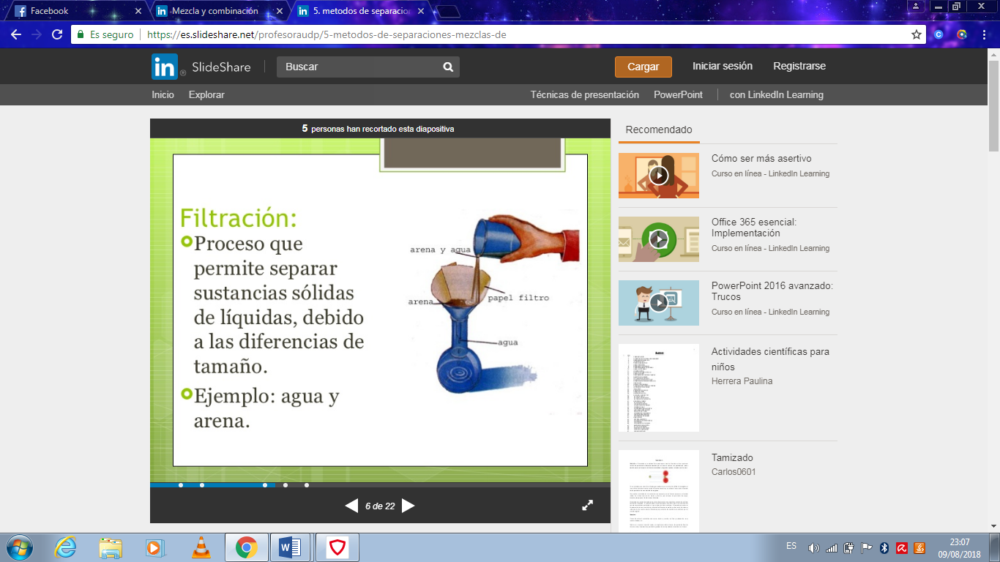 Facebook
Mezcla y combinación
5. metodos de separacion
Es seguro
https://es.slideshare.net/profesoraudp/5-metodos-de-separaciones-mezclas-de
in ® SlideShare
Buscar
Cargar
Iniciar sesión
Registrarse
Inicio
Explorar
Técnicas de presentación
PowerPoint
con LinkedIn Learning
5 personas han recortado esta diapositiva
Filtración:
Proceso que
permite separar
sustancias sólidas
de líquidas, debido
a las diferencias de
tamaño.
Ejemplo: agua y
arena.
arena y agua
papel filtro
arena
agua
6 de 22
Recomendado
Cómo ser más asertivo
Curso en línea - LinkedIn Learning
Office 365 esencial:
Implementación
Curso en línea - LinkedIn Learning
PowerPoint 2016 avanzado:
Trucos
Curso en línea - LinkedIn Learning
Actividades científicas para
niños
Herrera Paulina
Tamizado
Carlos0601
ES
23:07
09/08/2018